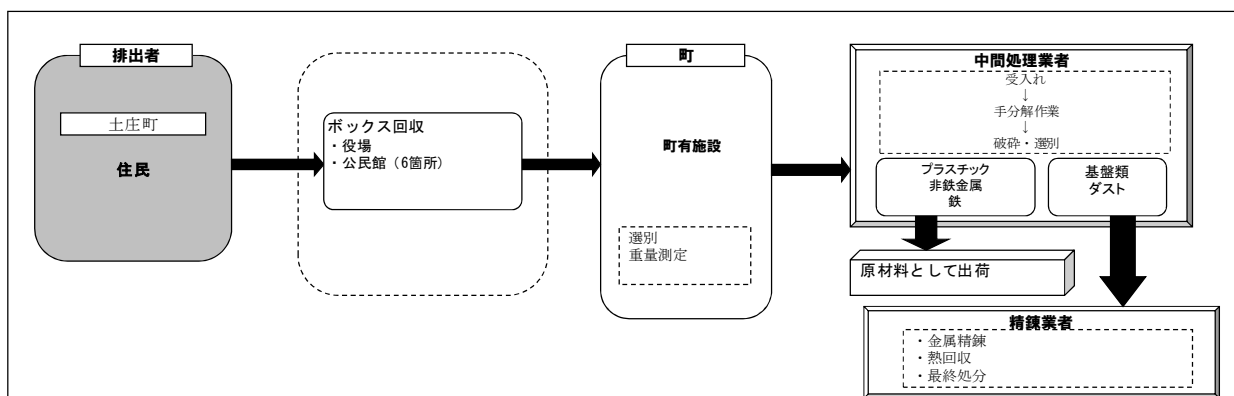 排出者
土庄町
住民
ボックス回収
・役場
・公民館（6箇所）
町
町有施設
選別
重量測定
中間処理業者
受入れ
↓
手分解作業
↓
破砕・選別
プラスチック
非鉄金属
鉄
基盤類
ダスト
原材料として出荷
精錬業者
・金属精錬
・熱回収
・最終処分